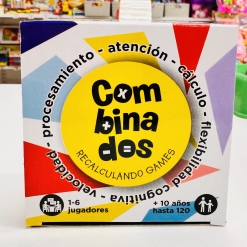 procesamiento - atención - cálculo - flexibilidad cognitiva - velocidad -
Com
bina
dos
RECALCULANDO GAMES
1-6
jugadores
+ 10 años
hasta 120